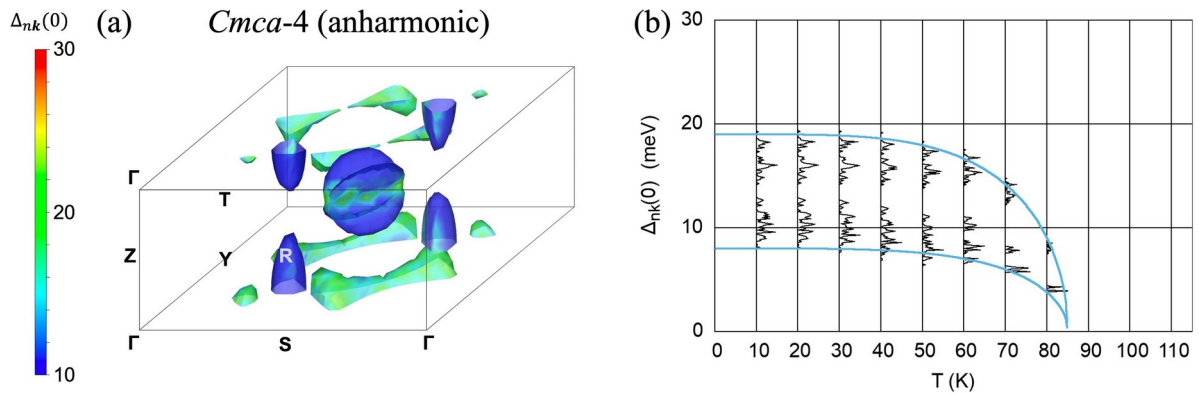 Δnk(0)
(a)
Cmca-4 (anharmonic)
30
20
10
Γ
T
Z
Y
R
Γ
S
Γ
(b)
30
20
10
0
Δnk(0) (meV)
0 10 20 30 40 50 60 70 80 90 100 110
T (K)